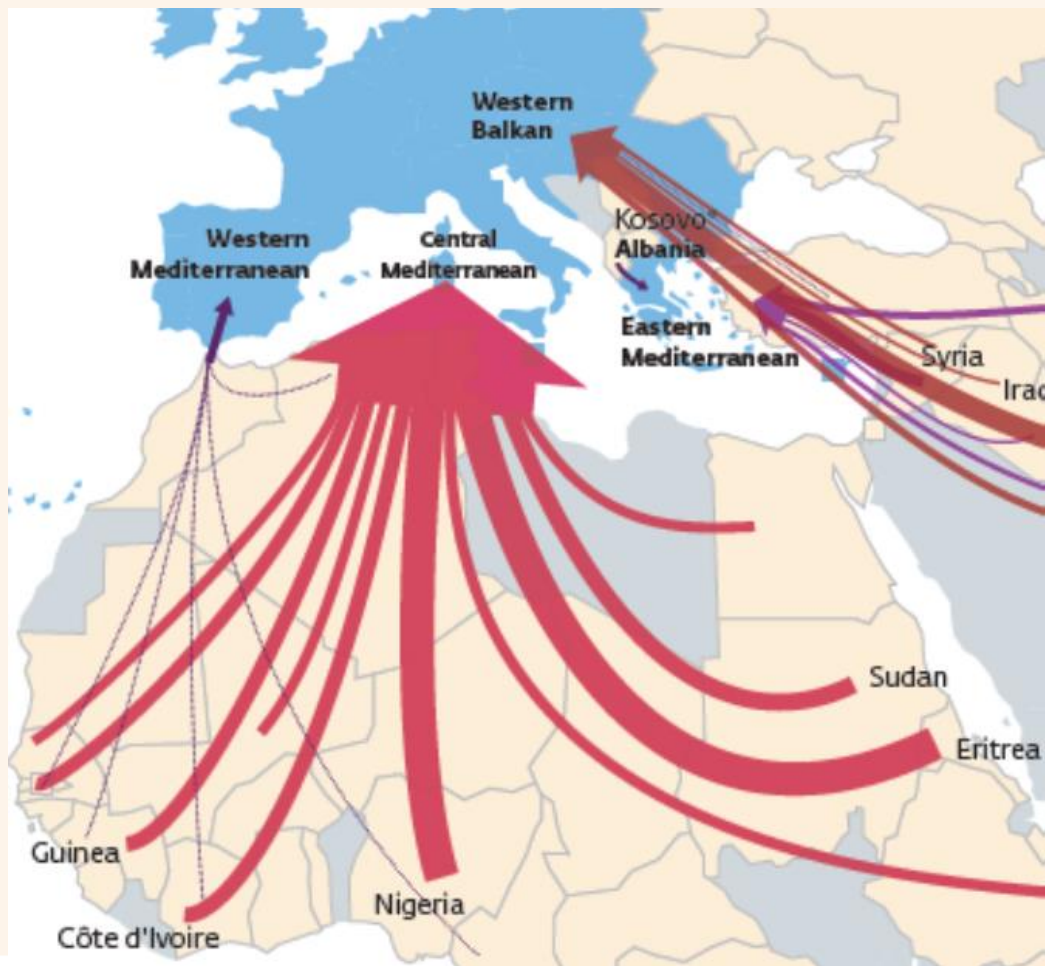 Western
Balkan
Kosovo*
Albania
Western
Mediterranean
Central
Mediterranean
Eastern
Mediterranean
Syria
Sudan
Eritrea
Guinea
Nigeria
Côte d'Ivoire